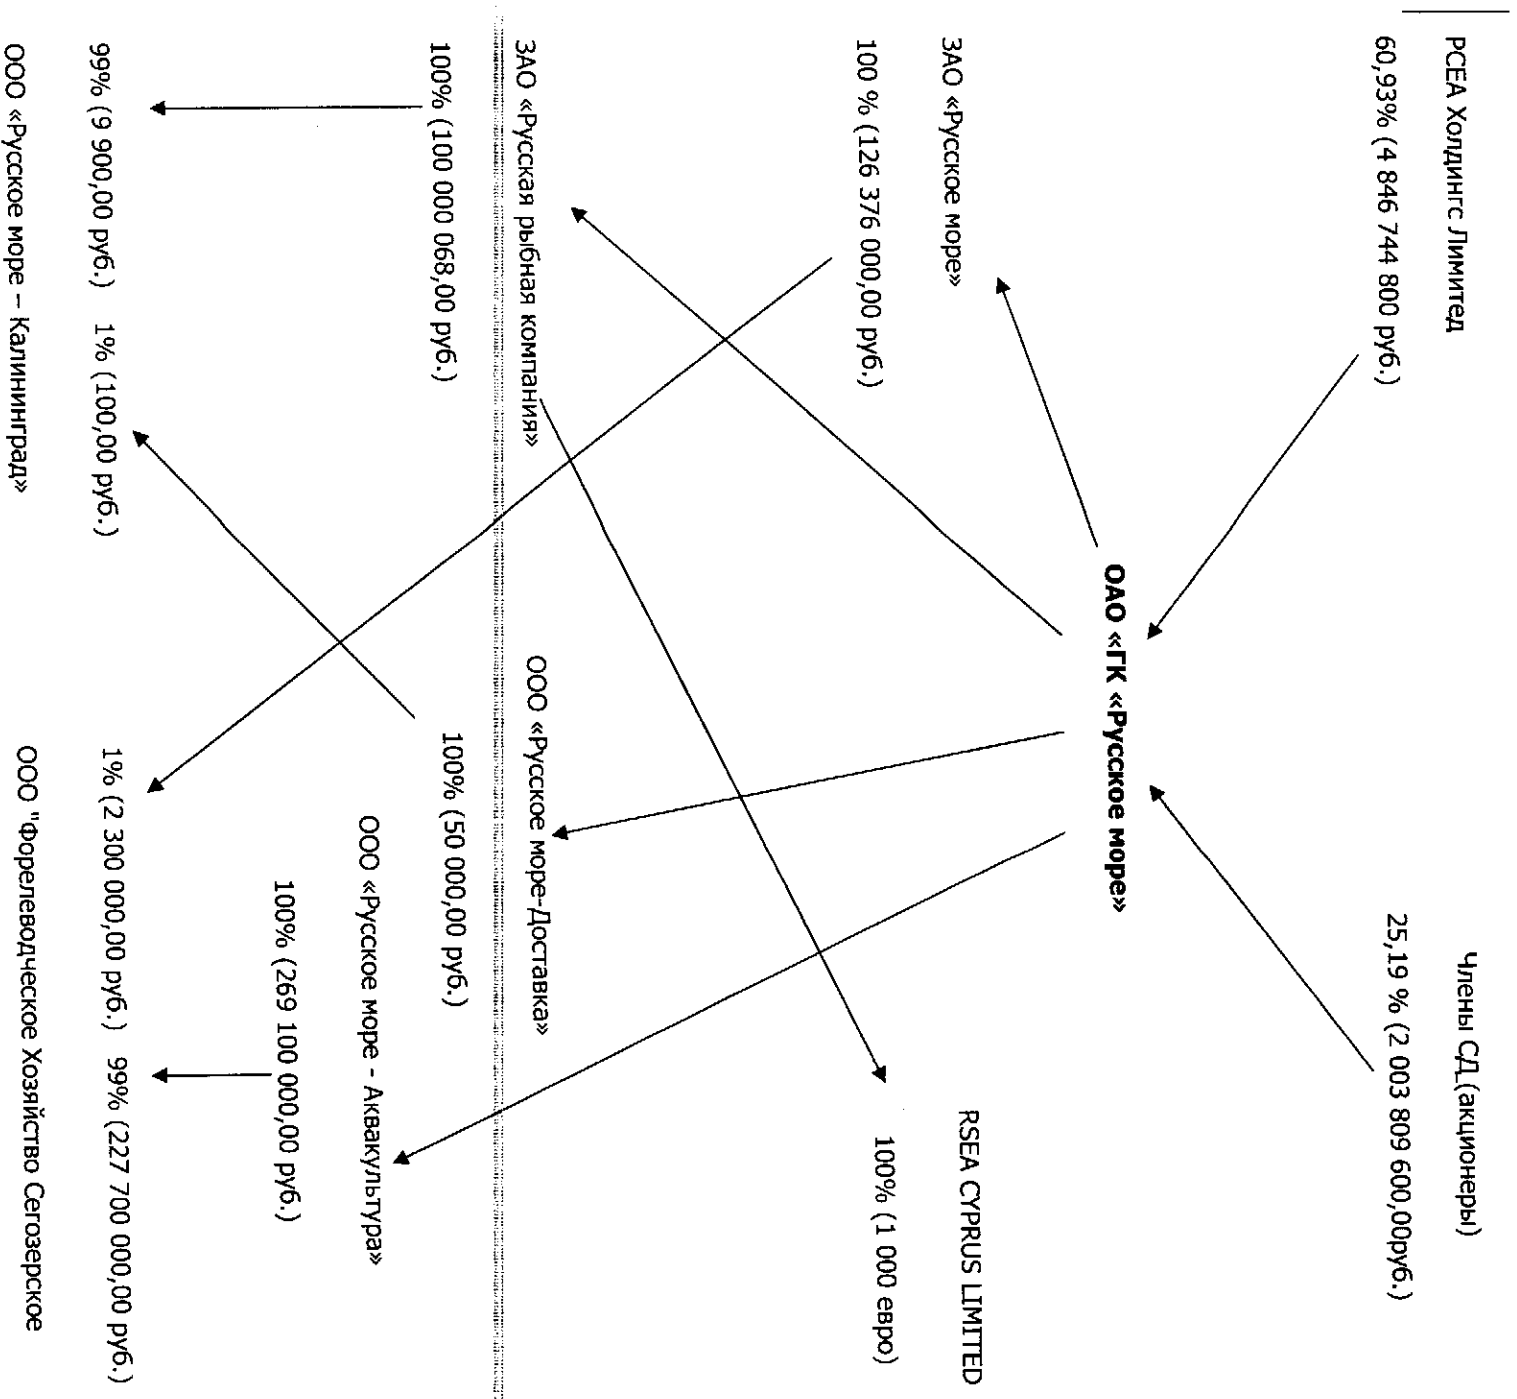 РСЕА Холдингс Лимитед
60,93% (4 846 744 800 руб.)
Члены СД (акционеры)
25,19 % (2 003 809 600,00руб.)
ОАО «ГК «Русское море»
ЗАО «Русское море»
100 % (126 376 000,00 руб.)
RSEA CYPRUS LIMITED
100% (1 000 евро)
ЗАО «Русская рыбная компания»
100% (100 000 068,00 руб.)
ООО «Русское море-Доставка»
100% (50 000,00 руб.)
ООО «Русское море - Аквакультура»
100% (269 100 000,00 руб.)
99% (9 900,00 руб.) 1% (100,00 руб.)
ООО «Русское море – Калининград»
1% (2 300 000,00 руб.) 99% (227 700 000,00 руб.)
ООО "Форелеводческое Хозяйство Сегозерское